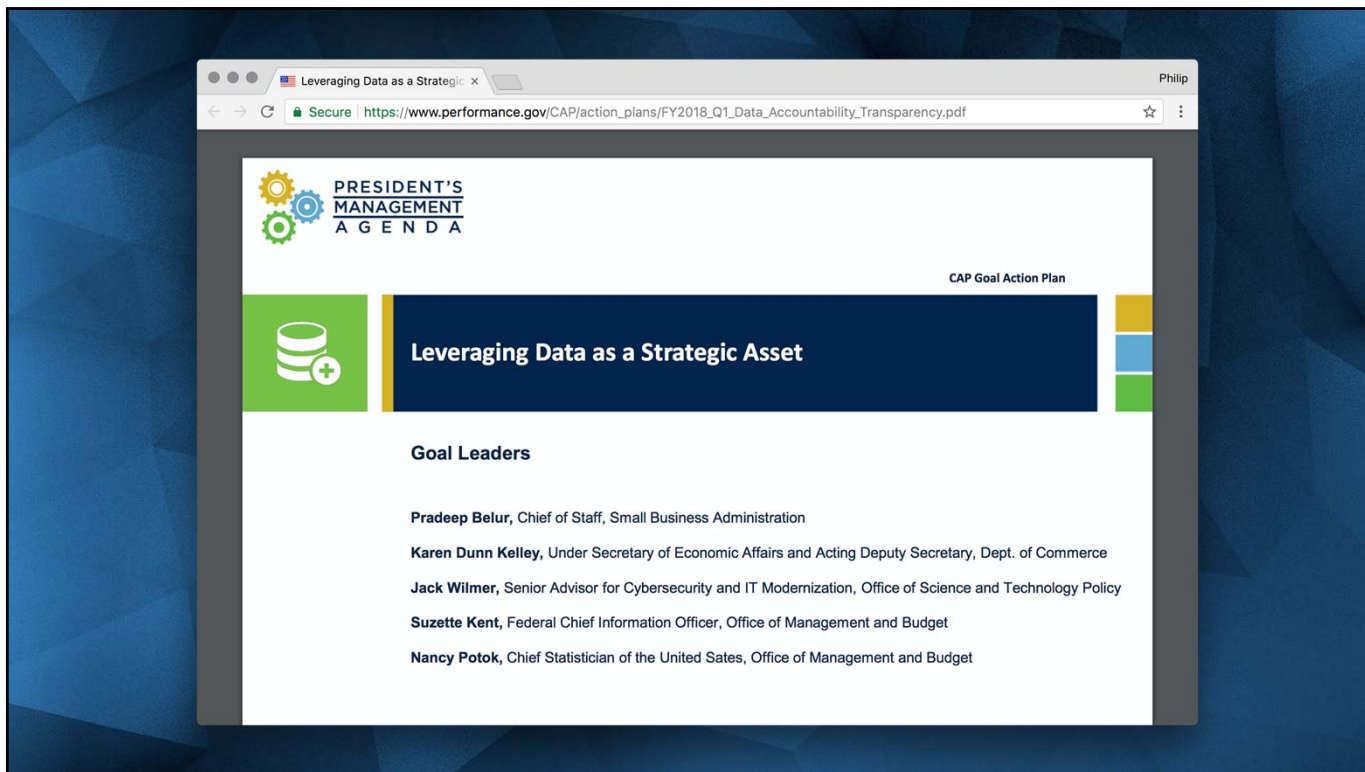 Leveraging Data as a Strategic
Philip
Secure https://www.performance.gov/CAP/action_plans/FY2018_Q1_Data_Accountability_Transparency.pdf
PRESIDENT'S
MANAGEMENT
AGENDA
CAP Goal Action Plan
Leveraging Data as a Strategic Asset
Goal Leaders
Pradeep Belur, Chief of Staff, Small Business Administration
Karen Dunn Kelley, Under Secretary of Economic Affairs and Acting Deputy Secretary, Dept. of Commerce
Jack Wilmer, Senior Advisor for Cybersecurity and IT Modernization, Office of Science and Technology Policy
Suzette Kent, Federal Chief Information Officer, Office of Management and Budget
Nancy Potok, Chief Statistician of the United Sates, Office of Management and Budget